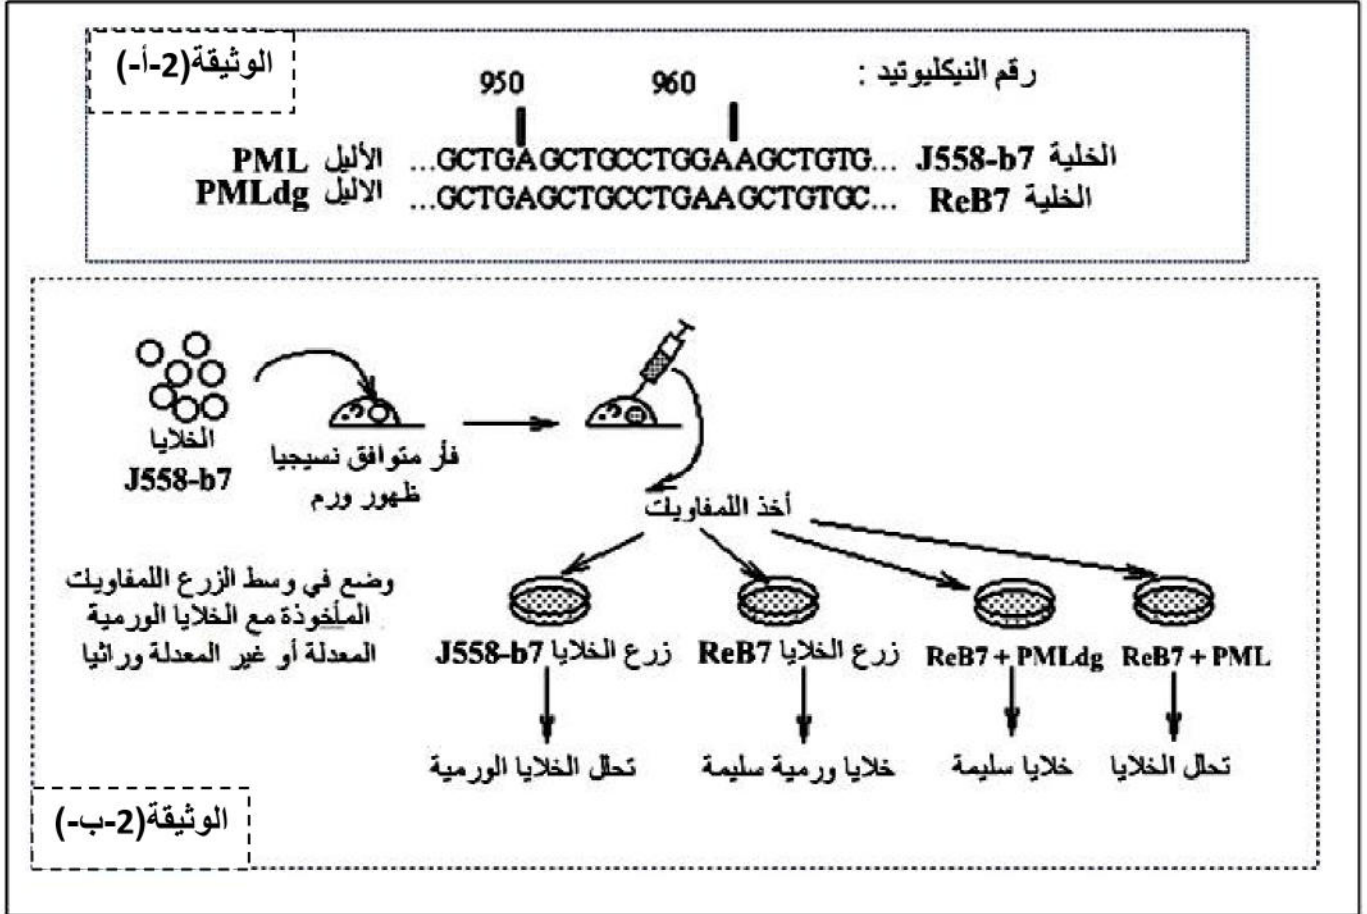 الوثيقة(2-أ-)
رقم النيكليوتيد :
950 960
الأليل PML ...GCTGAGCTGCCTGGAAGCTGTG... الخلية J558-b7
الاليل PMLdg ...GCTGAGCTGCCTGAAGCTGTGC... الخلية ReB7
الخلايا
J558-b7
فأر متوافق نسيجيا
ظهور ورم
أخذ اللمفاويات
وضع في وسط الزرع اللمفاويات
المأخوذة مع الخلايا الورمية
المعدلة أو غير المعدلة وراثيا
زرع الخلايا J558-b7
زرع الخلايا ReB7
ReB7 + PMLdg
ReB7 + PML
تحلل الخلايا الورمية
خلايا ورمية سليمة
خلايا سليمة
تحلل الخلايا
الوثيقة(2-ب-)